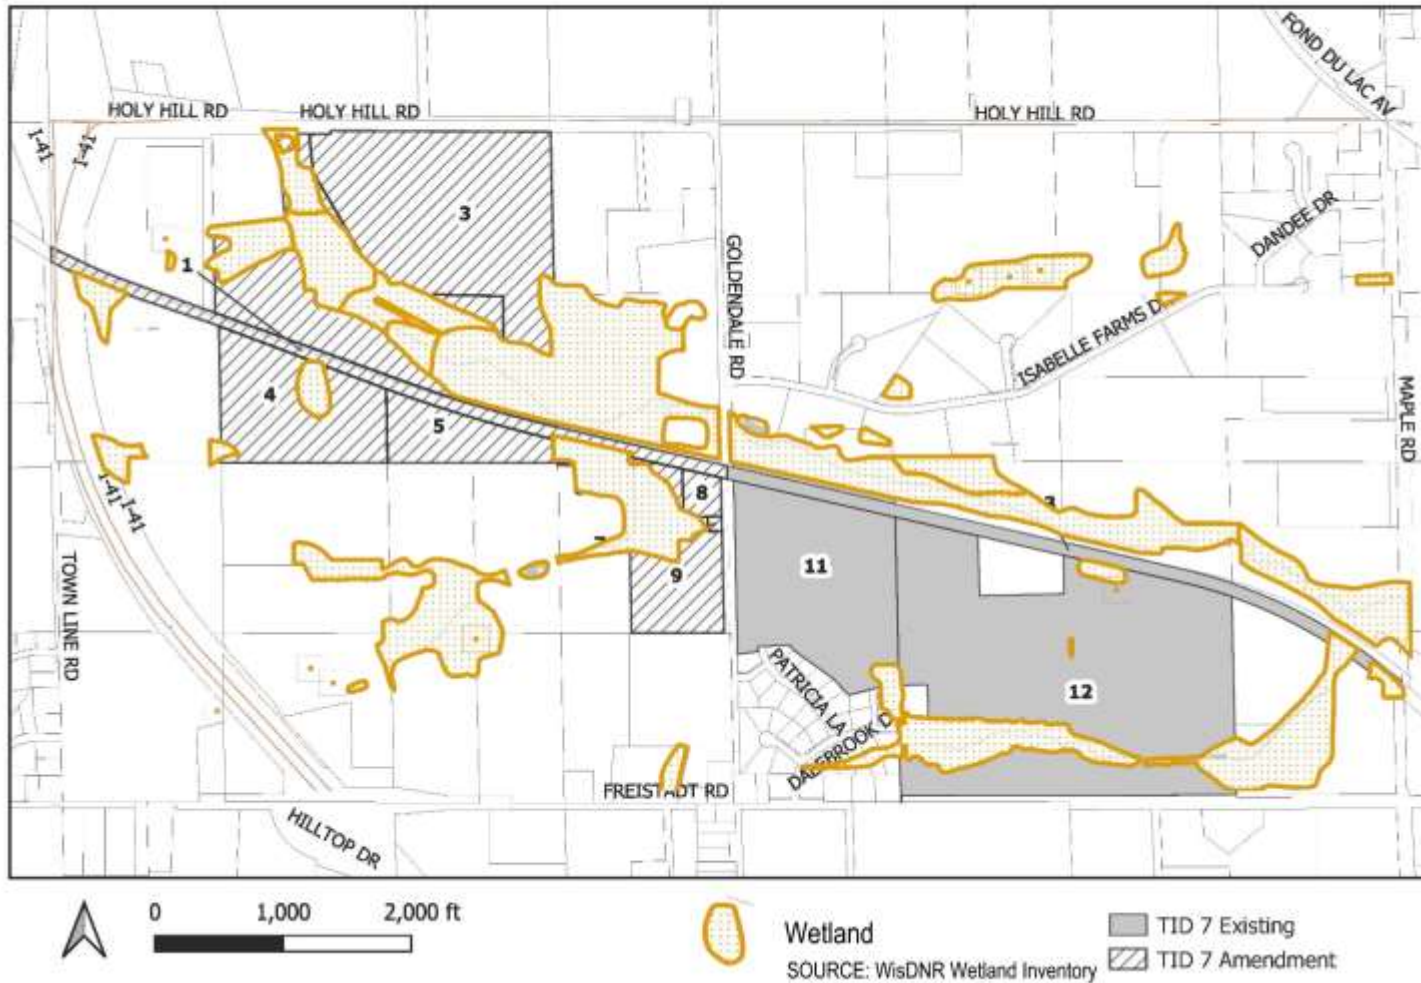 FOND DU LAC AV
HOLY HILL RD
HOLY HILL RD
HOLY HILL RD
I-41
I-41
3
DANDEE DR
1
GOLDENDALE RD
ISABELLE FARMS D
4
5
MAPLE RD
I-41
I-41
8
TOWN LINE RD
11
9
PATRICIA LA
12
DALEBROOK D
FREISTADT RD
HILLTOP DR
0 1,000 2,000 ft
Wetland
SOURCE: WisDNR Wetland Inventory
TID 7 Existing
TID 7 Amendment